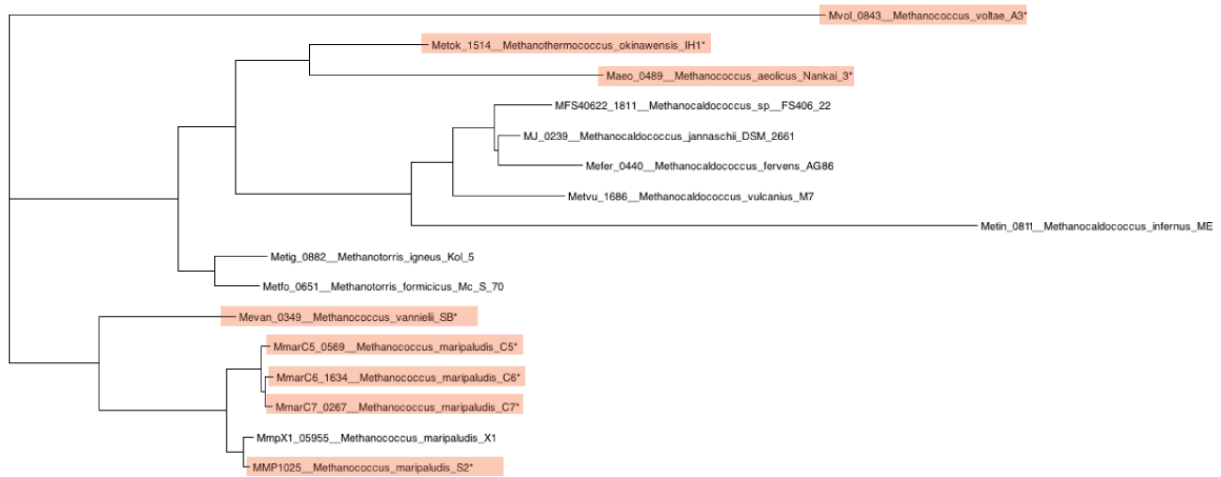 Mvol_0843__Methanococcus_voltae_A3*
Metok_1514__Methanothermococcus_okinawensis_IH1*
Maeo_0489__Methanococcus_aeolicus_Nankai_3*
MFS40622_1811__Methanocaldococcus_sp__FS406_22
MJ_0239__Methanocaldococcus_jannaschii_DSM_2661
Mefer_0440__Methanocaldococcus_fervens_AG86
Metvu_1686__Methanocaldococcus_vulcanius_M7
Metin_0811__Methanocaldococcus_infernus_ME
Metig_0882__Methanotorris_igneus_Kol_5
Metfo_0651__Methanotorris_formicicus_Mc_S_70
Mevan_0349__Methanococcus_vannielii_SB*
MmarC5_0569__Methanococcus_maripaludis_C5*
MmarC6_1634__Methanococcus_maripaludis_C6*
MmarC7_0267__Methanococcus_maripaludis_C7*
MmpX1_05955__Methanococcus_maripaludis_X1
MMP1025__Methanococcus_maripaludis_S2*